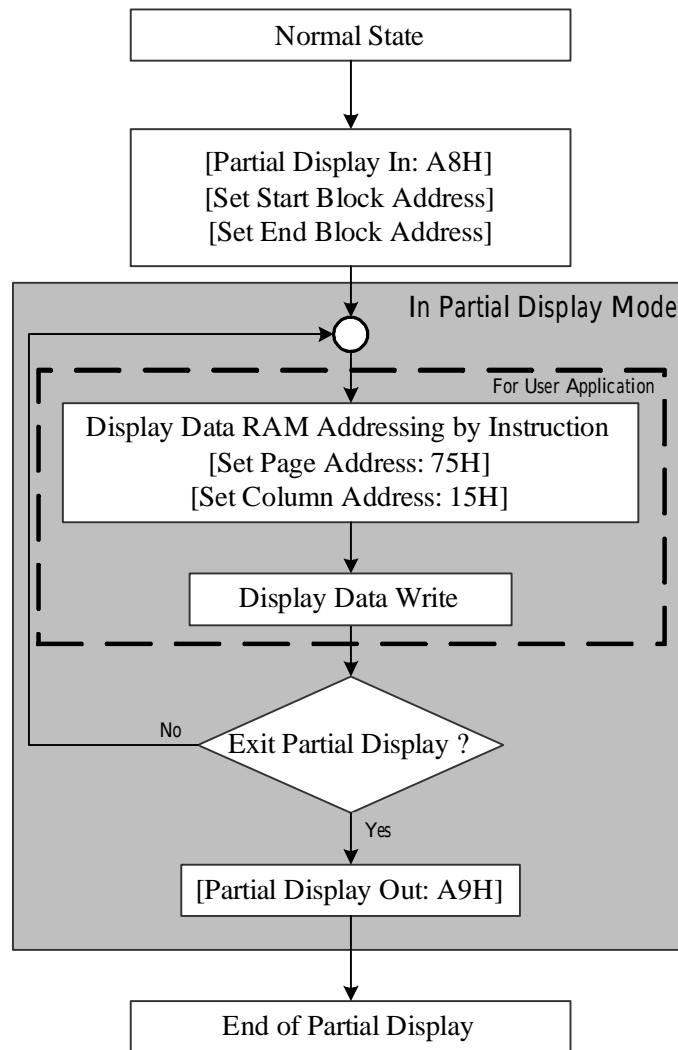 Normal State
[Partial Display In: A8H]
[Set Start Block Address]
[Set End Block Address]
In Partial Display Mode
For User Application
Display Data RAM Addressing by Instruction
[Set Page Address: 75H]
[Set Column Address: 15H]
Display Data Write
No
Exit Partial Display ?
Yes
[Partial Display Out: A9H]
End of Partial Display